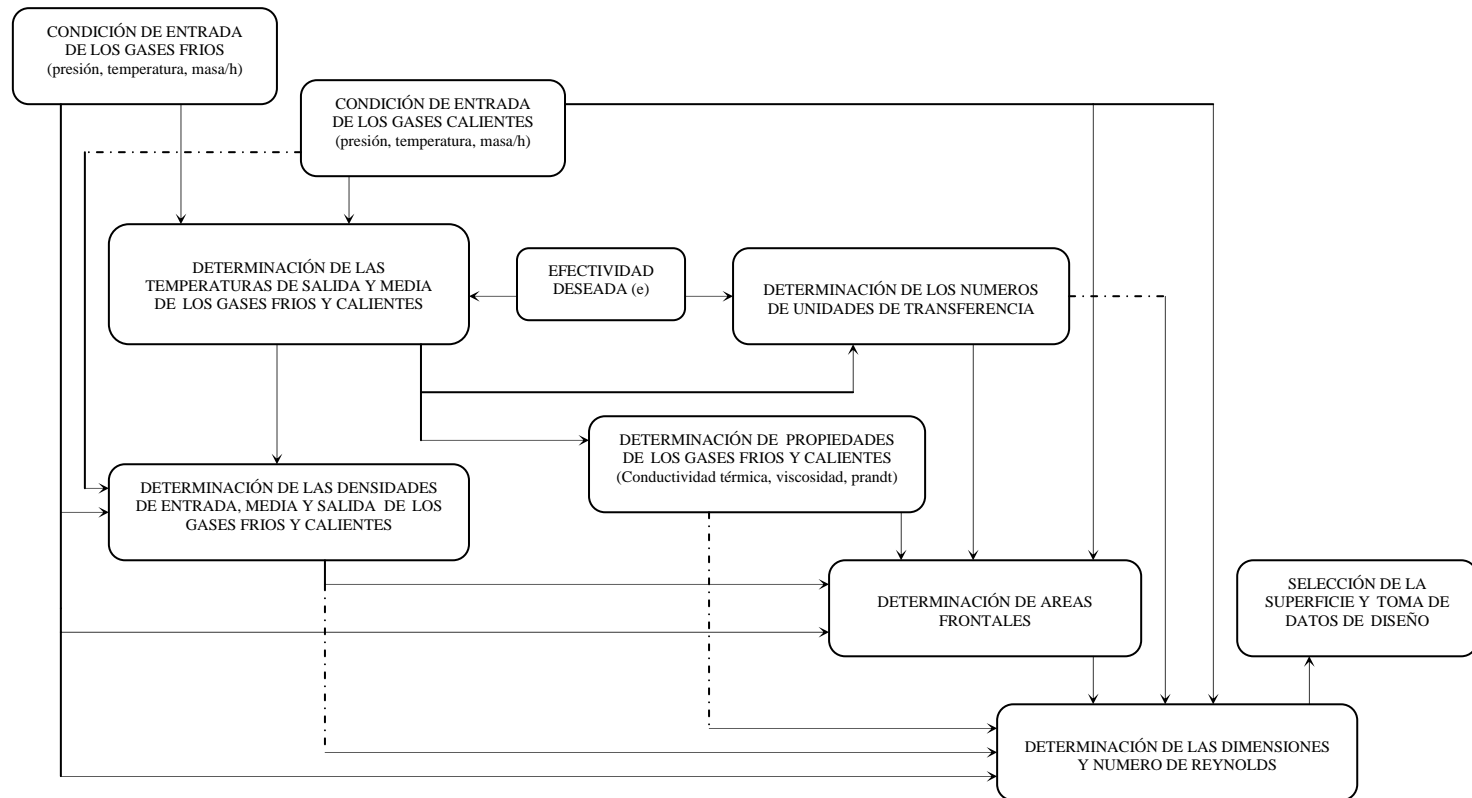 CONDICIÓN DE ENTRADA
DE LOS GASES FRIOS
(presión, temperatura, masa/h)
CONDICIÓN DE ENTRADA
DE LOS GASES CALIENTES
(presión, temperatura, masa/h)
DETERMINACIÓN DE LAS
TEMPERATURAS DE SALIDA Y MEDIA
DE LOS GASES FRIOS Y CALIENTES
EFECTIVIDAD
DESEADA (e)
DETERMINACIÓN DE LOS NUMEROS
DE UNIDADES DE TRANSFERENCIA
DETERMINACIÓN DE PROPIEDADES
DE LOS GASES FRIOS Y CALIENTES
(Conductividad térmica, viscosidad, prandt)
DETERMINACIÓN DE LAS DENSIDADES
DE ENTRADA, MEDIA Y SALIDA DE LOS
GASES FRIOS Y CALIENTES
DETERMINACIÓN DE AREAS
FRONTALES
SELECCIÓN DE LA
SUPERFICIE Y TOMA DE
DATOS DE DISEÑO
DETERMINACIÓN DE LAS DIMENSIONES
Y NUMERO DE REYNOLDS